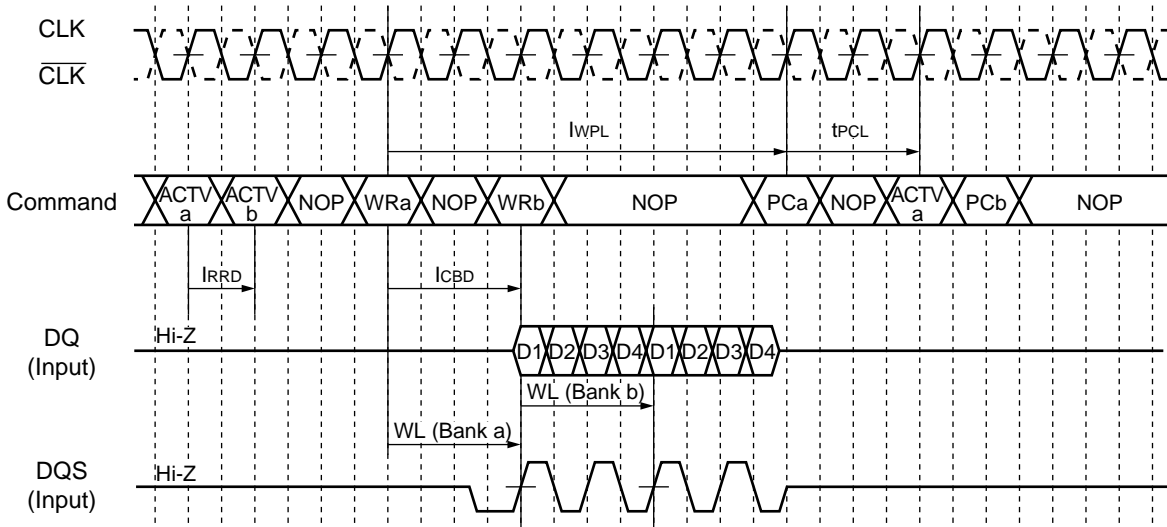 CLK
CLK
IWPL
tPCL
Command
ACTV a
ACTV b
NOP
WRa
NOP
WRb
NOP
PCa
NOP
ACTV a
PCb
NOP
IRRD
ICBD
DQ
(Input)
Hi-Z
D1 D2 D3 D4 D1 D2 D3 D4
WL (Bank b)
WL (Bank a)
DQS
(Input)
Hi-Z